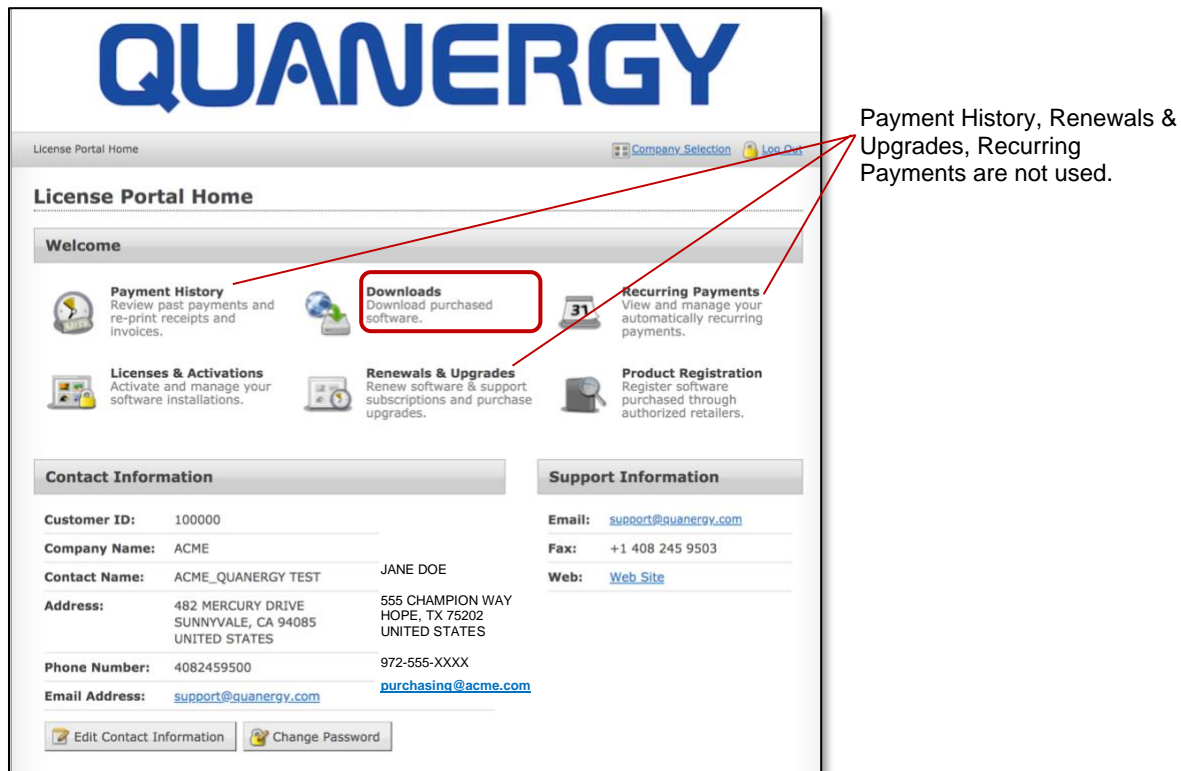 QUANERGY
License Portal Home
Company Selection
Log Out
Payment History, Renewals &
Upgrades, Recurring
Payments are not used.
License Portal Home
Welcome
Payment History
Review past payments and
re-print receipts and
invoices.
Downloads
Download purchased
software.
31
Recurring Payments
View and manage your
automatically recurring
payments.
Licenses & Activations
Activate and manage your
software installations.
Renewals & Upgrades
Renew software & support
subscriptions and purchase
upgrades.
Product Registration
Register software
purchased through
authorized retailers.
Contact Information
Customer ID: 100000
Company Name: ACME
Contact Name: ACME_QUANERGY TEST
JANE DOE
Address: 482 MERCURY DRIVE
SUNNYVALE, CA 94085
UNITED STATES
555 CHAMPION WAY
HOPE, TX 75202
UNITED STATES
Phone Number: 4082459500
972-555-XXXX
Email Address: support@quanergy.com
purchasing@acme.com
Edit Contact Information
Change Password
Support Information
Email: support@quanergy.com
Fax: +1 408 245 9503
Web: Web Site